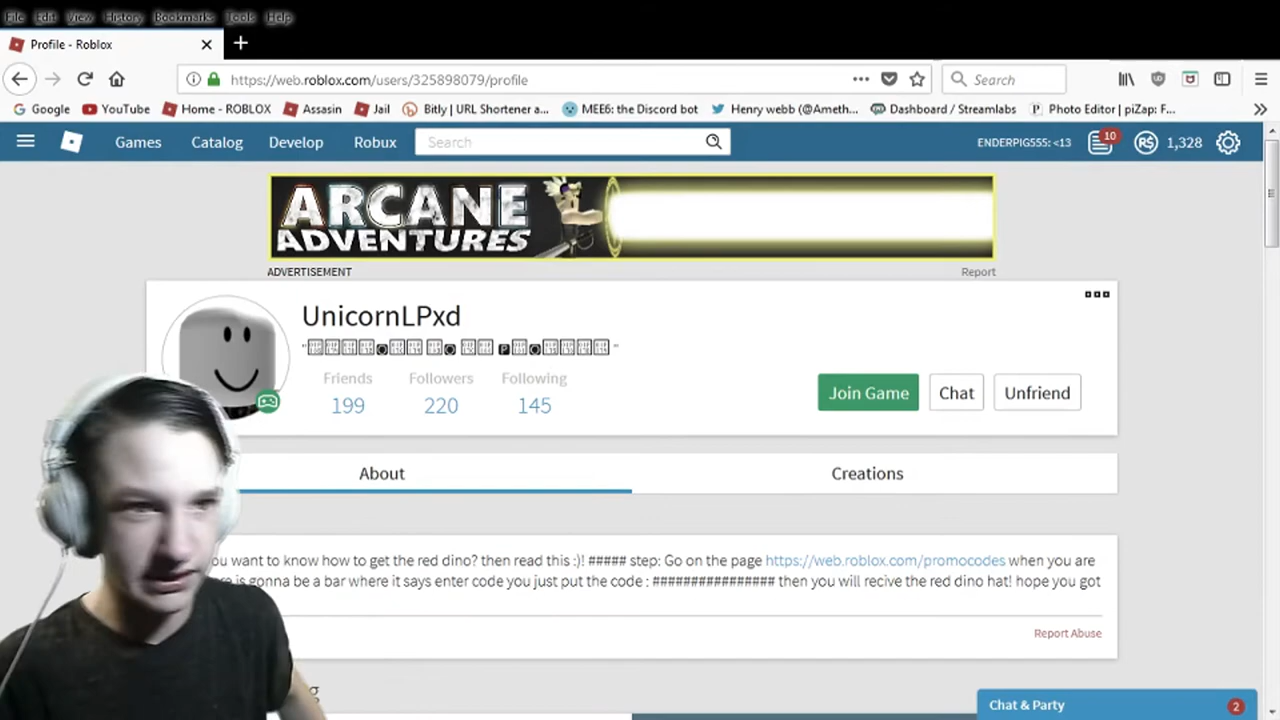 File Edit View History Bookmarks Tools Help
Profile - Roblox
https://web.roblox.com/users/325898079/profile
Search
Google YouTube Home - ROBLOX Assasin Jail Bitly | URL Shortener a... MEE6: the Discord bot Henry webb (@Ameth... Dashboard / Streamlabs Photo Editor | piZap: F...
Games Catalog Develop Robux Search ENDERPIG555: <13 10 R$ 1,328
ARCANE
ADVENTURES
ADVERTISEMENT Report
UnicornLPxd
Friends Followers Following
199 220 145
Join Game Chat Unfriend
About Creations
you want to know how to get the red dino? then read this :)! ##### step: Go on the page https://web.roblox.com/promocodes when you are
is gonna be a bar where it says enter code you just put the code : ################ then you will recive the red dino hat! hope you got
Report Abuse
Chat & Party 2